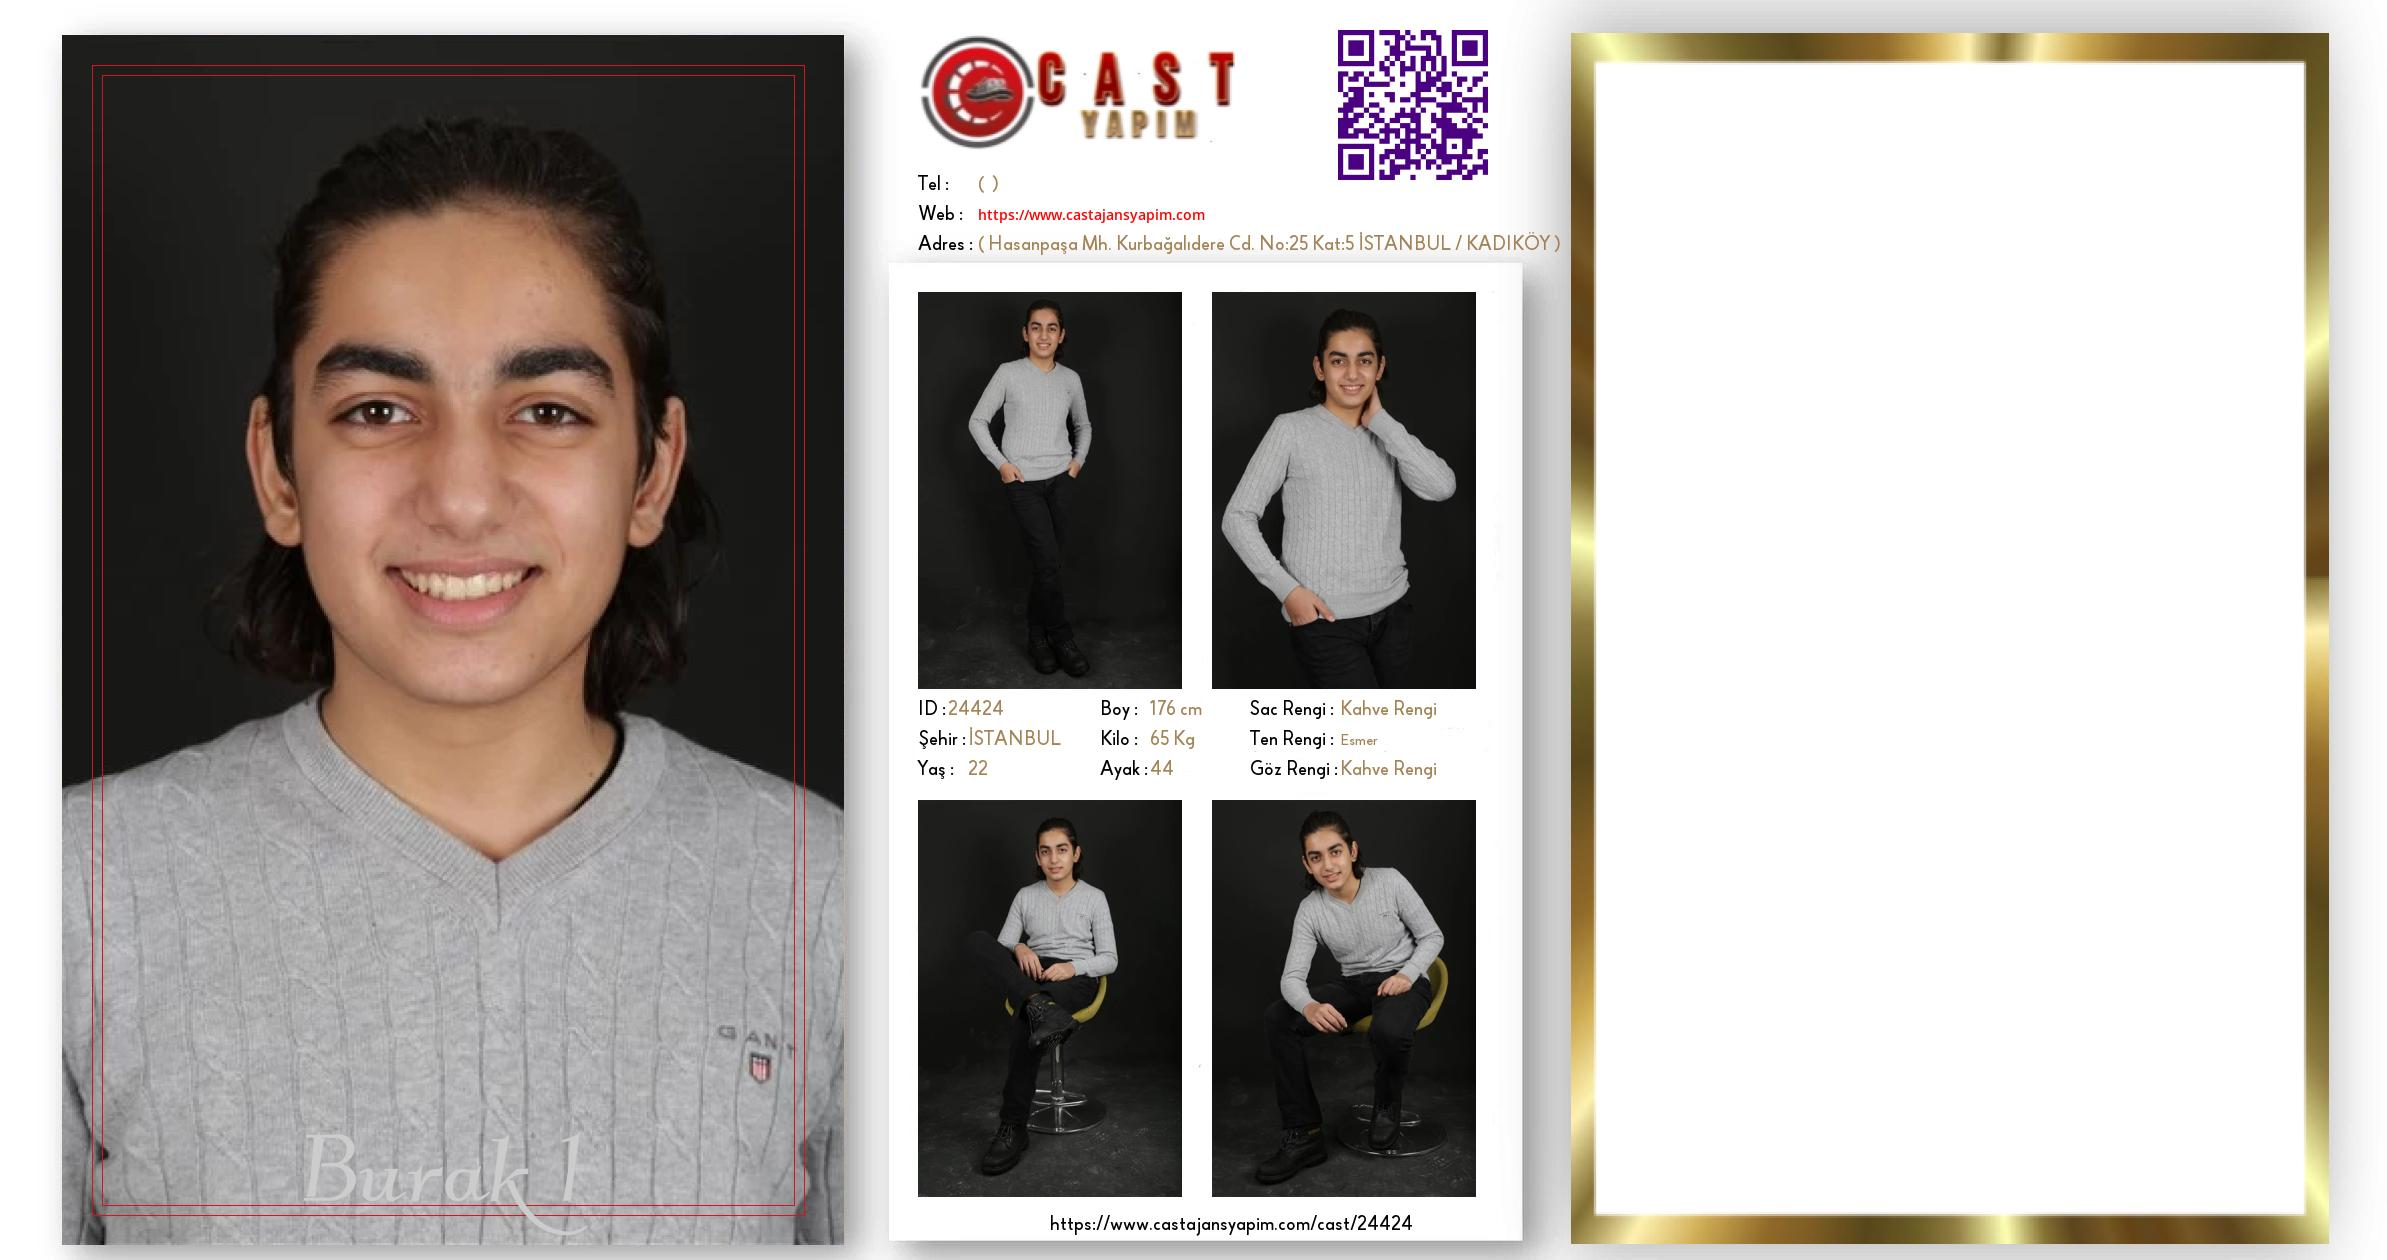 GANT
Burak 1
CAST
YAPIM
Tel : ( )
Web : https://www.castajansyapim.com
Adres : ( Hasanpaşa Mh. Kurbağalıdere Cd. No:25 Kat:5 İSTANBUL / KADIKÖY )
ID : 24424 Boy : 176 cm Sac Rengi : Kahve Rengi
Şehir : İSTANBUL Kilo : 65 Kg Ten Rengi : Esmer
Yaş : 22 Ayak : 44 Göz Rengi : Kahve Rengi
https://www.castajansyapim.com/cast/24424